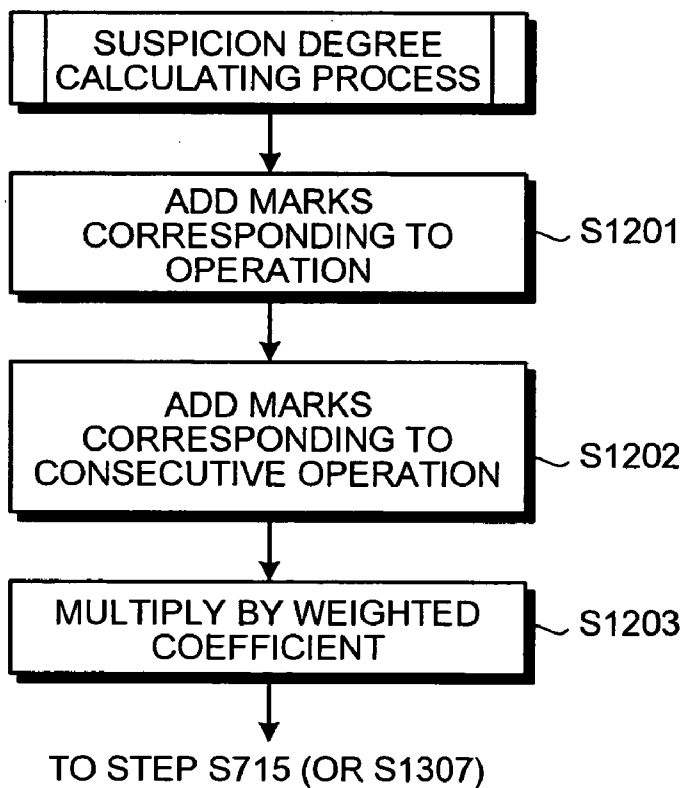 SUSPICION DEGREE
CALCULATING PROCESS
ADD MARKS
CORRESPONDING TO
OPERATION
S1201
ADD MARKS
CORRESPONDING TO
CONSECUTIVE OPERATION
S1202
MULTIPLY BY WEIGHTED
COEFFICIENT
S1203
TO STEP S715 (OR S1307)